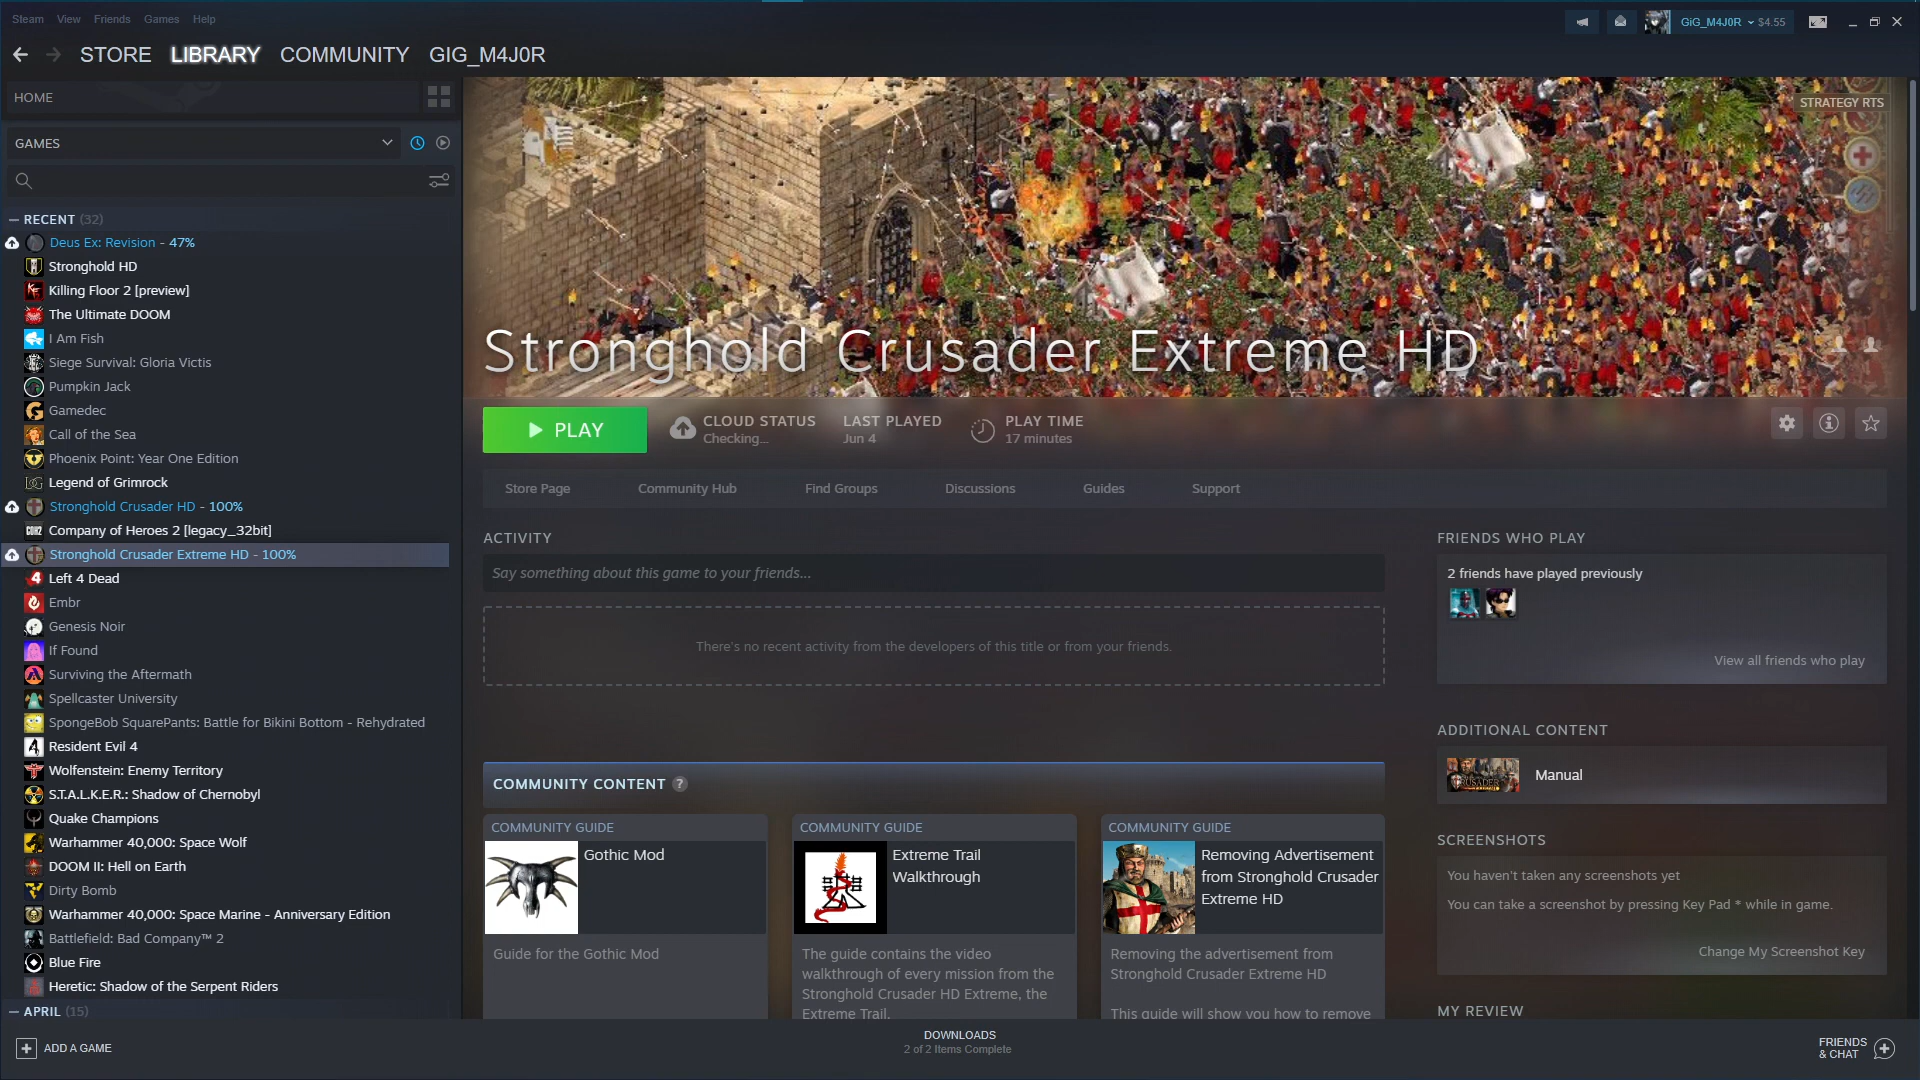 Steam View Friends Games Help
GiG_M4J0R $4.55
STORE LIBRARY COMMUNITY GIG_M4J0R
HOME
GAMES
RECENT (32)
Deus Ex: Revision - 47%
Stronghold HD
Killing Floor 2 [preview]
The Ultimate DOOM
I Am Fish
Siege Survival: Gloria Victis
Pumpkin Jack
Gamedec
Call of the Sea
Phoenix Point: Year One Edition
Legend of Grimrock
Stronghold Crusader HD - 100%
Company of Heroes 2 [legacy_32bit]
Stronghold Crusader Extreme HD - 100%
Left 4 Dead
Embr
Genesis Noir
If Found
Surviving the Aftermath
Spellcaster University
SpongeBob SquarePants: Battle for Bikini Bottom - Rehydrated
Resident Evil 4
Wolfenstein: Enemy Territory
S.T.A.L.K.E.R.: Shadow of Chernobyl
Quake Champions
Warhammer 40,000: Space Wolf
DOOM II: Hell on Earth
Dirty Bomb
Warhammer 40,000: Space Marine - Anniversary Edition
Battlefield: Bad Company™ 2
Blue Fire
Heretic: Shadow of the Serpent Riders
APRIL (15)
ADD A GAME
STRATEGY RTS
Stronghold Crusader Extreme HD
PLAY
CLOUD STATUS
Checking...
LAST PLAYED
Jun 4
PLAY TIME
17 minutes
Store Page Community Hub Find Groups Discussions Guides Support
ACTIVITY
Say something about this game to your friends...
There's no recent activity from the developers of this title or from your friends.
COMMUNITY CONTENT ?
COMMUNITY GUIDE
Gothic Mod
Guide for the Gothic Mod
COMMUNITY GUIDE
Extreme Trail
Walkthrough
The guide contains the video
walkthrough of every mission from the
Stronghold Crusader HD Extreme, the
Extreme Trail.
COMMUNITY GUIDE
Removing Advertisement
from Stronghold Crusader
Extreme HD
Removing the advertisement from
Stronghold Crusader Extreme HD
This guide will show you how to remove
FRIENDS WHO PLAY
2 friends have played previously
View all friends who play
ADDITIONAL CONTENT
Manual
SCREENSHOTS
You haven't taken any screenshots yet
You can take a screenshot by pressing Key Pad * while in game.
Change My Screenshot Key
MY REVIEW
DOWNLOADS
2 of 2 Items Complete
FRIENDS
& CHAT